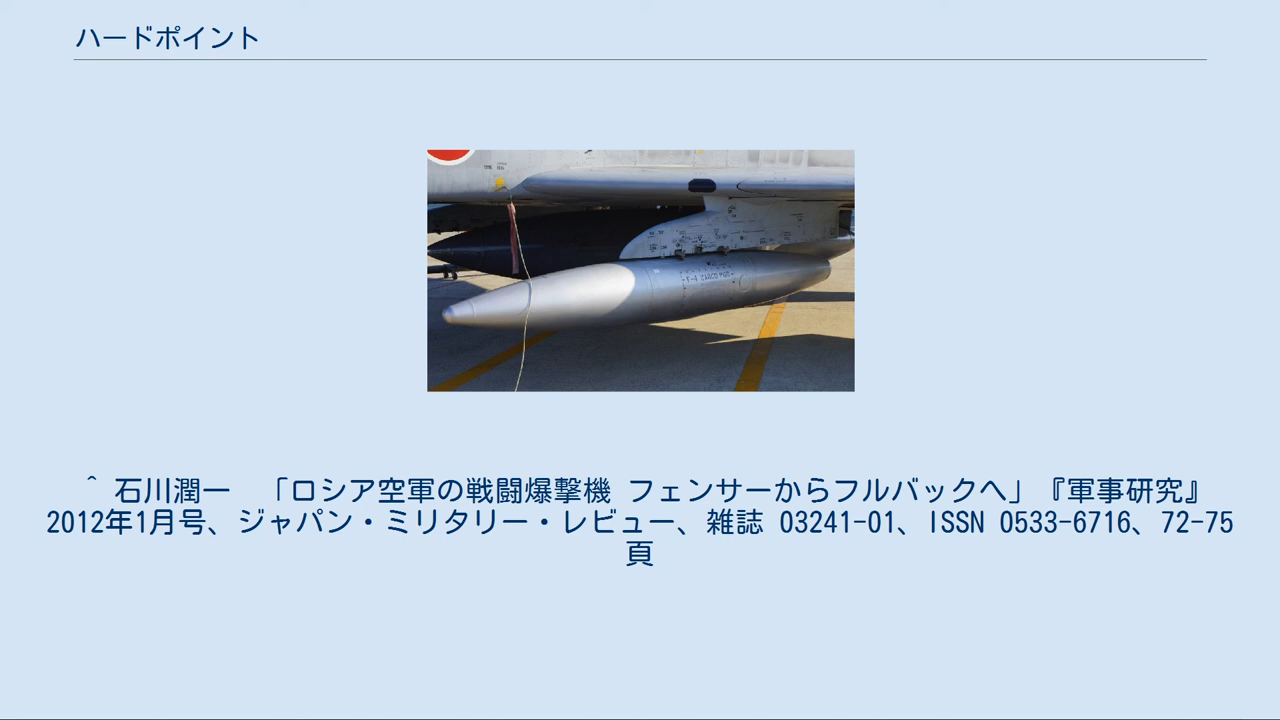 ハードポイント
F-4 CARGO POD
^ 石川潤一　「ロシア空軍の戦闘爆撃機 フェンサーからフルバックへ」『軍事研究』
2012年1月号、ジャパン・ミリタリー・レビュー、雑誌 03241-01、ISSN 0533-6716、72-75
頁